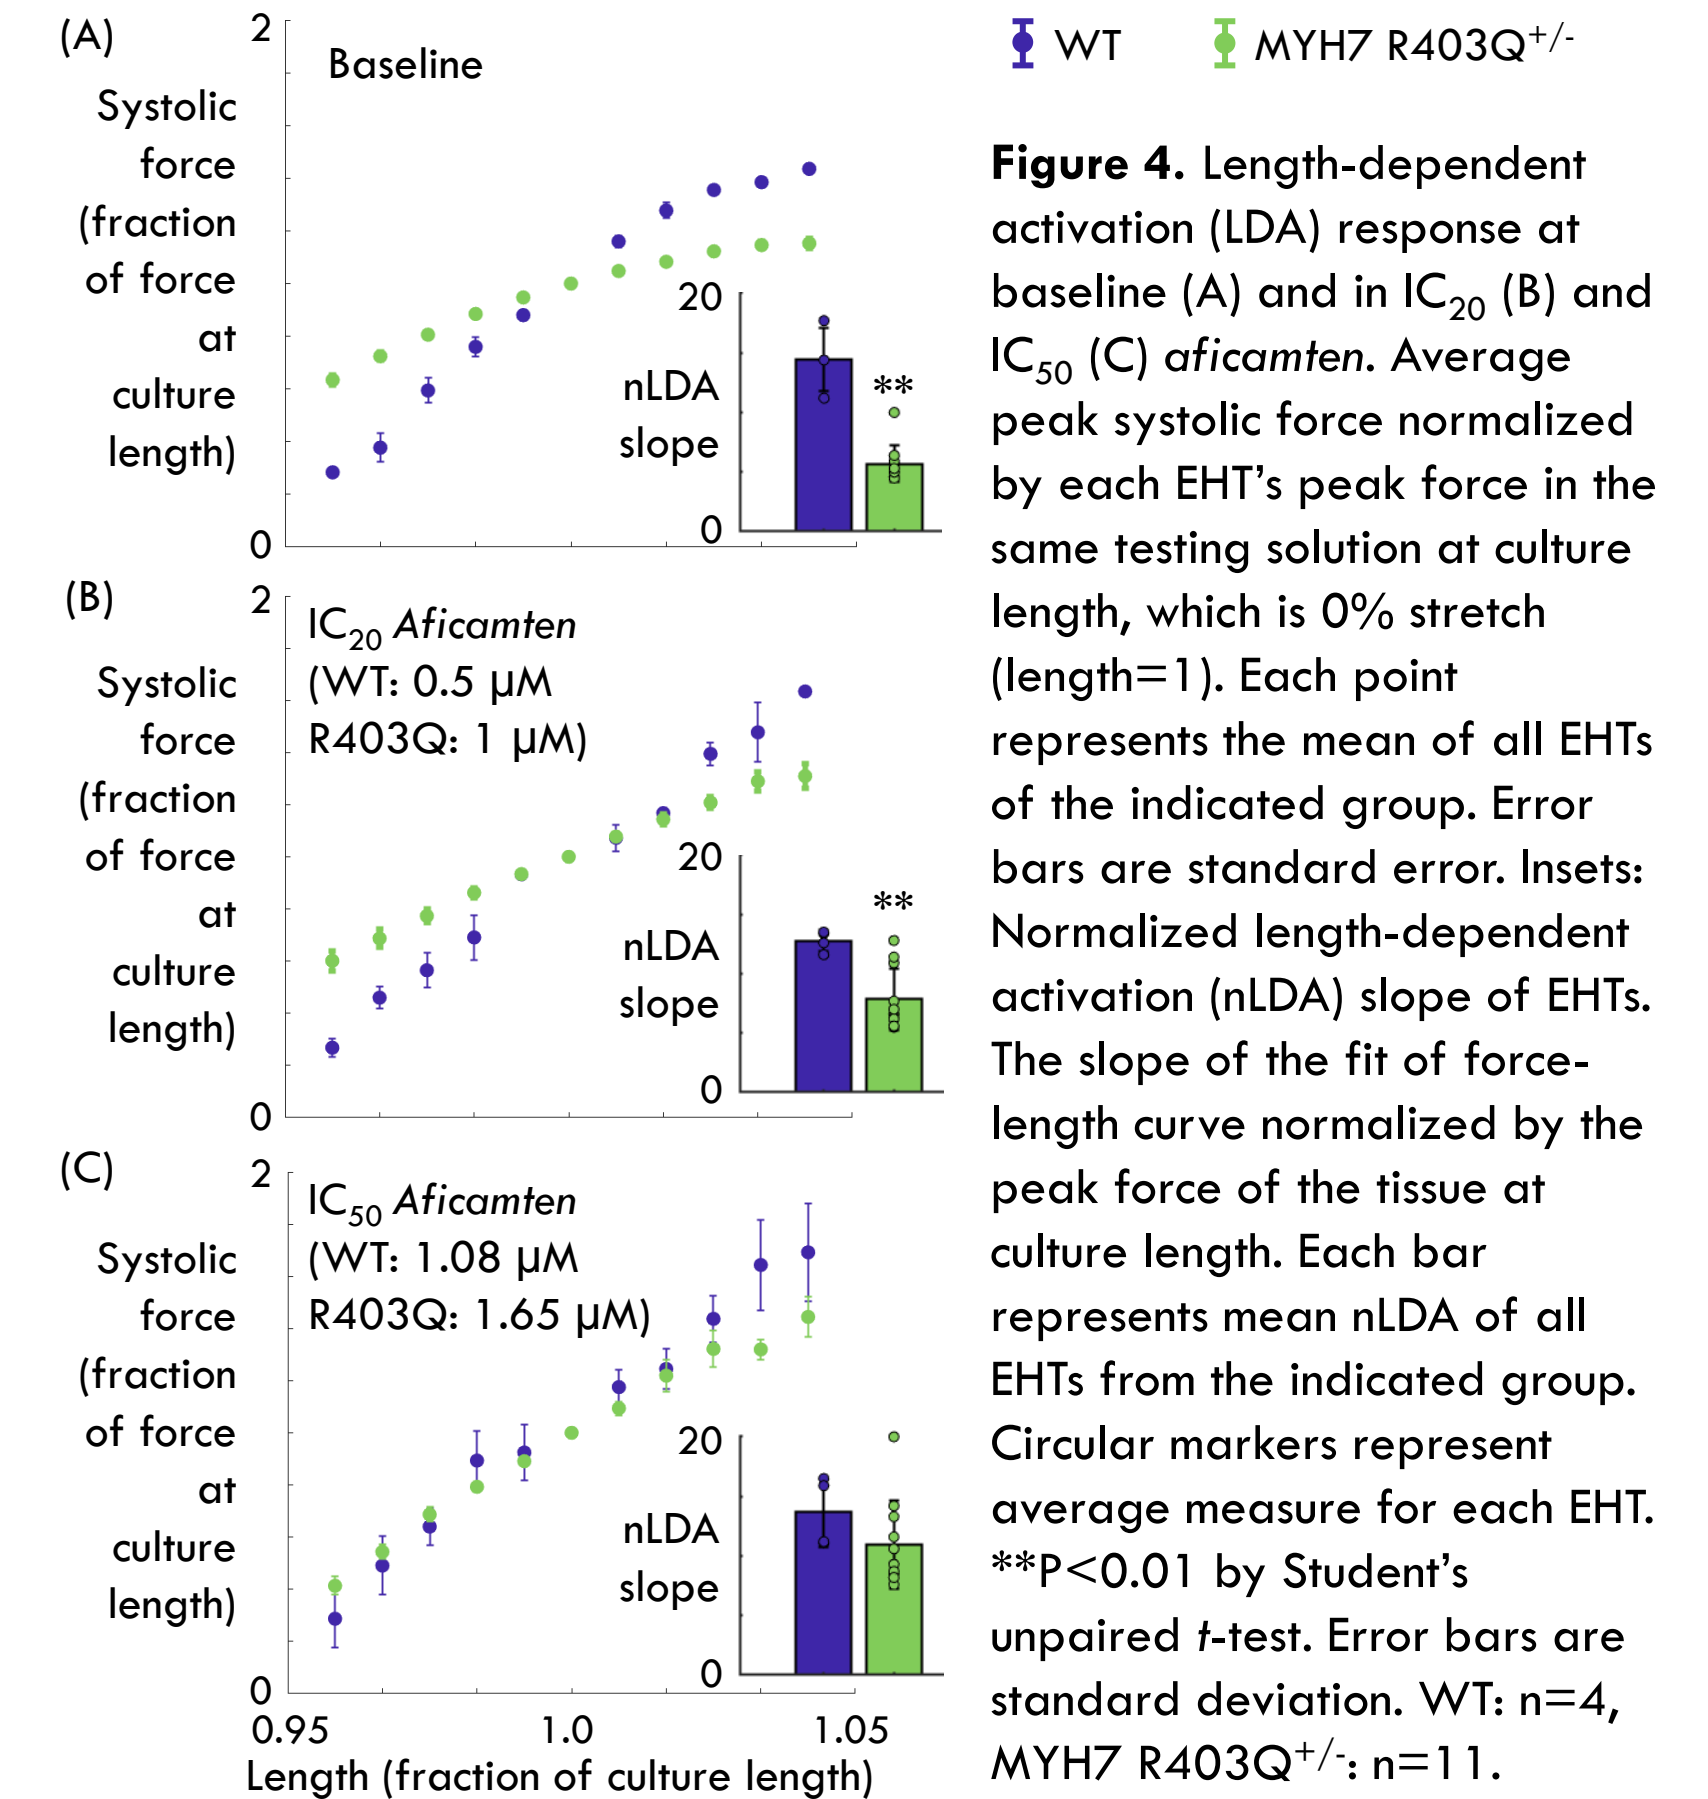 (A)
2
Baseline
Systolic
force
(fraction
of force
at
culture
length)
0
20
nLDA
slope
**
0
(B)
2
IC20 Aficamten
(WT: 0.5 μM
R403Q: 1 μM)
Systolic
force
(fraction
of force
at
culture
length)
0
20
nLDA
slope
**
0
(C)
2
IC50 Aficamten
(WT: 1.08 μM
R403Q: 1.65 μM)
Systolic
force
(fraction
of force
at
culture
length)
0
20
nLDA
slope
0
0.95 1.0 1.05
Length (fraction of culture length)
WT MYH7 R403Q+/-
Figure 4. Length-dependent
activation (LDA) response at
baseline (A) and in IC20 (B) and
IC50 (C) aficamten. Average
peak systolic force normalized
by each EHT’s peak force in the
same testing solution at culture
length, which is 0% stretch
(length=1). Each point
represents the mean of all EHTs
of the indicated group. Error
bars are standard error. Insets:
Normalized length-dependent
activation (nLDA) slope of EHTs.
The slope of the fit of force-
length curve normalized by the
peak force of the tissue at
culture length. Each bar
represents mean nLDA of all
EHTs from the indicated group.
Circular markers represent
average measure for each EHT.
**P<0.01 by Student’s
unpaired t-test. Error bars are
standard deviation. WT: n=4,
MYH7 R403Q+/-: n=11.